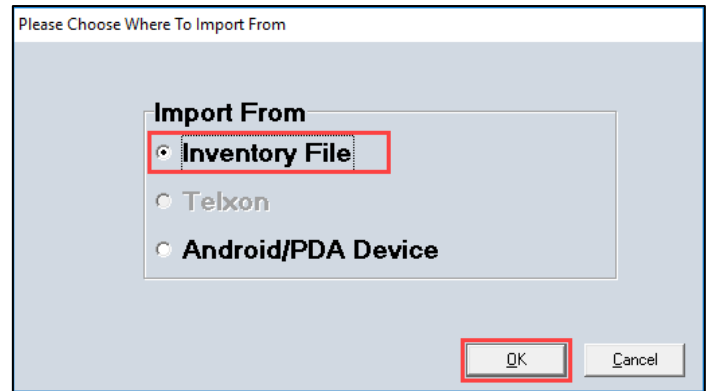 Please Choose Where To Import From
Import From
Inventory File
Telxon
Android/PDA Device
OK
Cancel